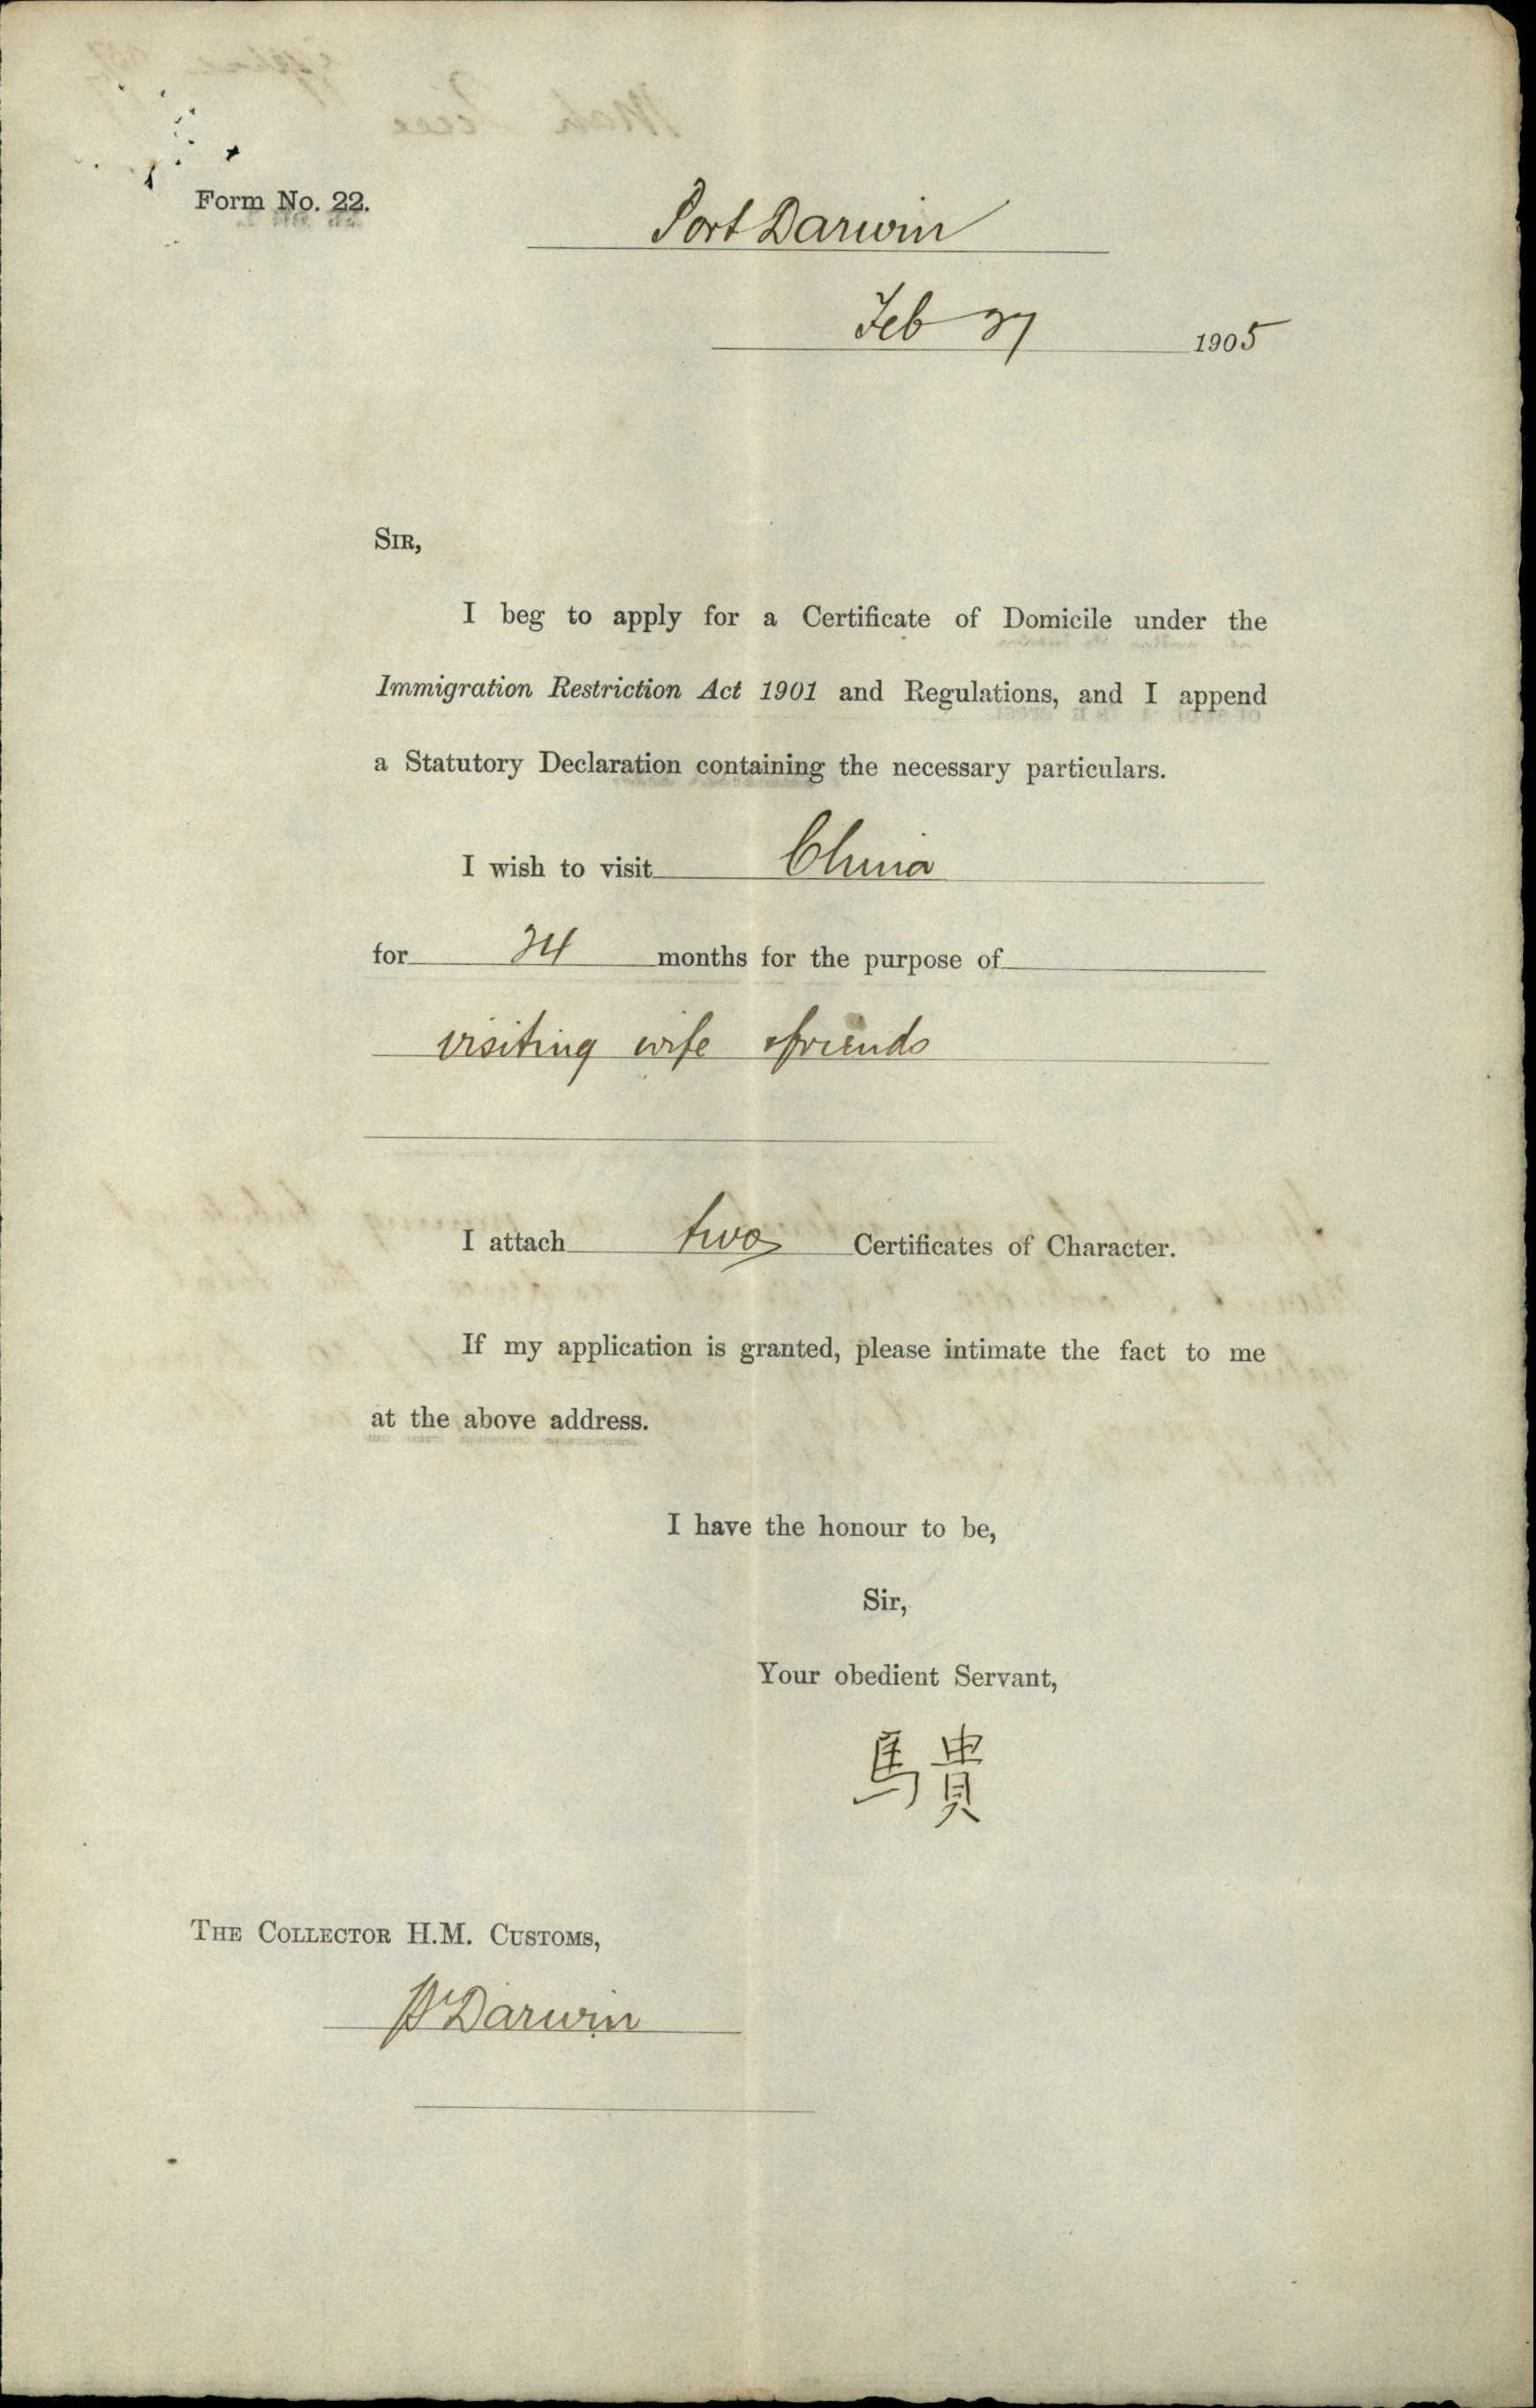 Form No. 22.
Port Darwin
Feb 27 1905
SIR,
I beg to apply for a Certificate of Domicile under the
Immigration Restriction Act 1901 and Regulations, and I append
a Statutory Declaration containing the necessary particulars.
I wish to visit China
for 24 months for the purpose of
visiting wife & friends
I attach two Certificates of Character.
If my application is granted, please intimate the fact to me
at the above address.
I have the honour to be,
Sir,
Your obedient Servant,
馬貴
THE COLLECTOR H.M. CUSTOMS,
Pt Darwin